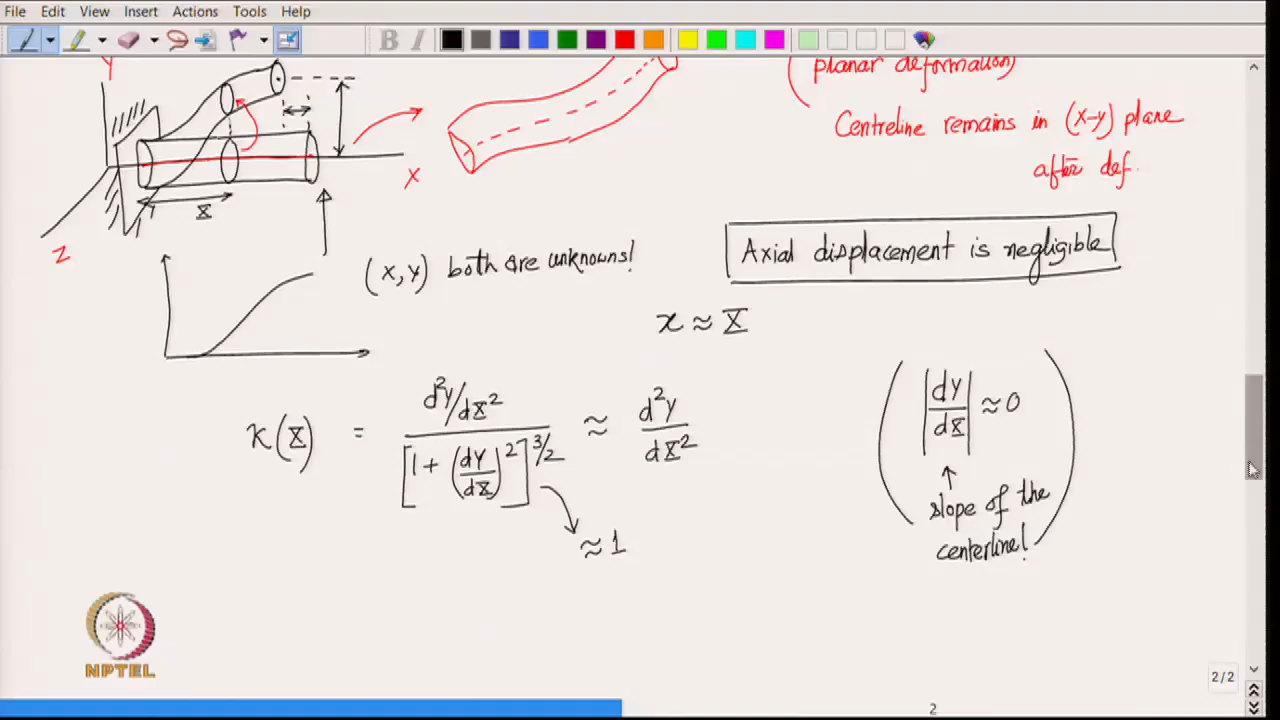 File Edit View Insert Actions Tools Help
B I
Y
planar deformation)
Centreline remains in (X-Y) plane
after def.
X
X
Z
(x,y) both are unknowns!
Axial displacement is negligible
x ≈ X
κ(X) = d²y/dX² / [1 + (dy/dX)²]^3/2 ≈ d²y/dX²
≈ 1
(|dy/dX| ≈ 0
↑
slope of the
centerline!)
NPTEL
2/2
2